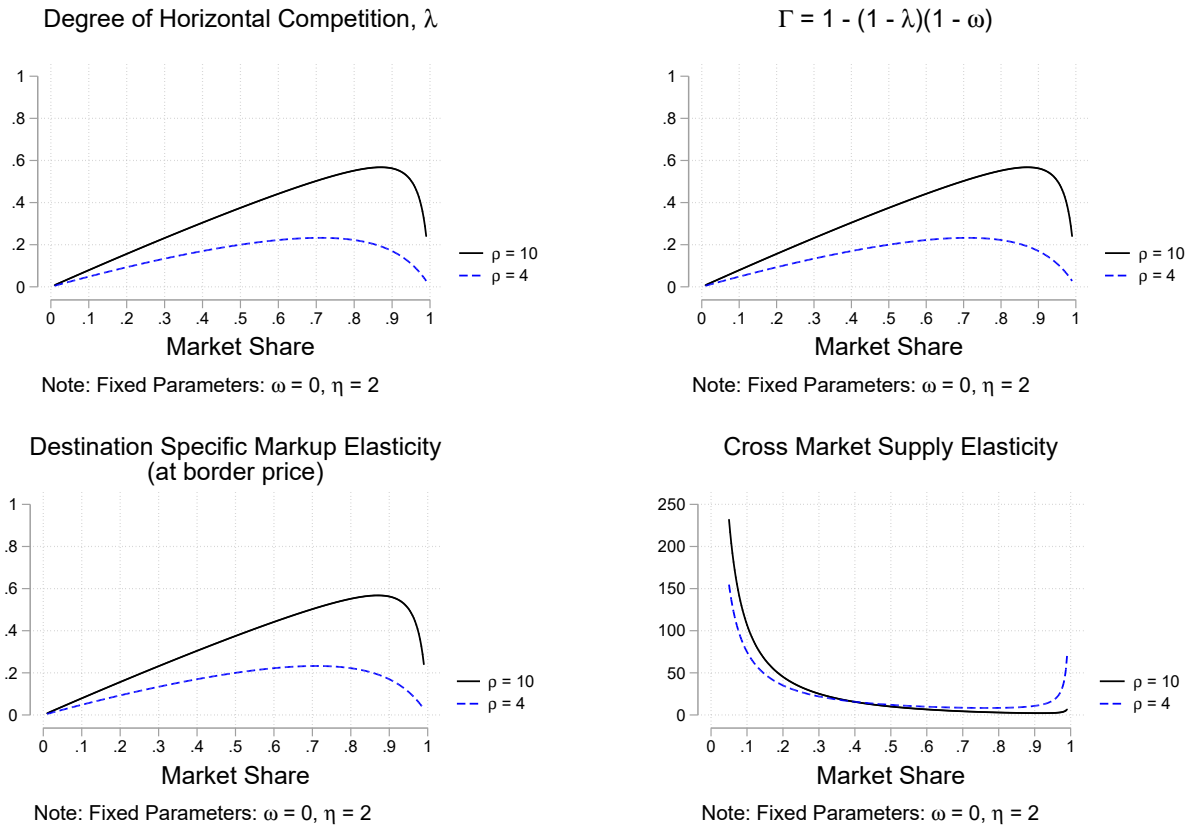 Degree of Horizontal Competition, λ
1
.8
.6
.4
.2
0
0 .1 .2 .3 .4 .5 .6 .7 .8 .9 1
Market Share
ρ = 10
ρ = 4
Note: Fixed Parameters: ω = 0, η = 2
Γ = 1 - (1 - λ)(1 - ω)
1
.8
.6
.4
.2
0
0 .1 .2 .3 .4 .5 .6 .7 .8 .9 1
Market Share
ρ = 10
ρ = 4
Note: Fixed Parameters: ω = 0, η = 2
Destination Specific Markup Elasticity
(at border price)
1
.8
.6
.4
.2
0
0 .1 .2 .3 .4 .5 .6 .7 .8 .9 1
Market Share
ρ = 10
ρ = 4
Note: Fixed Parameters: ω = 0, η = 2
Cross Market Supply Elasticity
250
200
150
100
50
0
0 .1 .2 .3 .4 .5 .6 .7 .8 .9 1
Market Share
ρ = 10
ρ = 4
Note: Fixed Parameters: ω = 0, η = 2